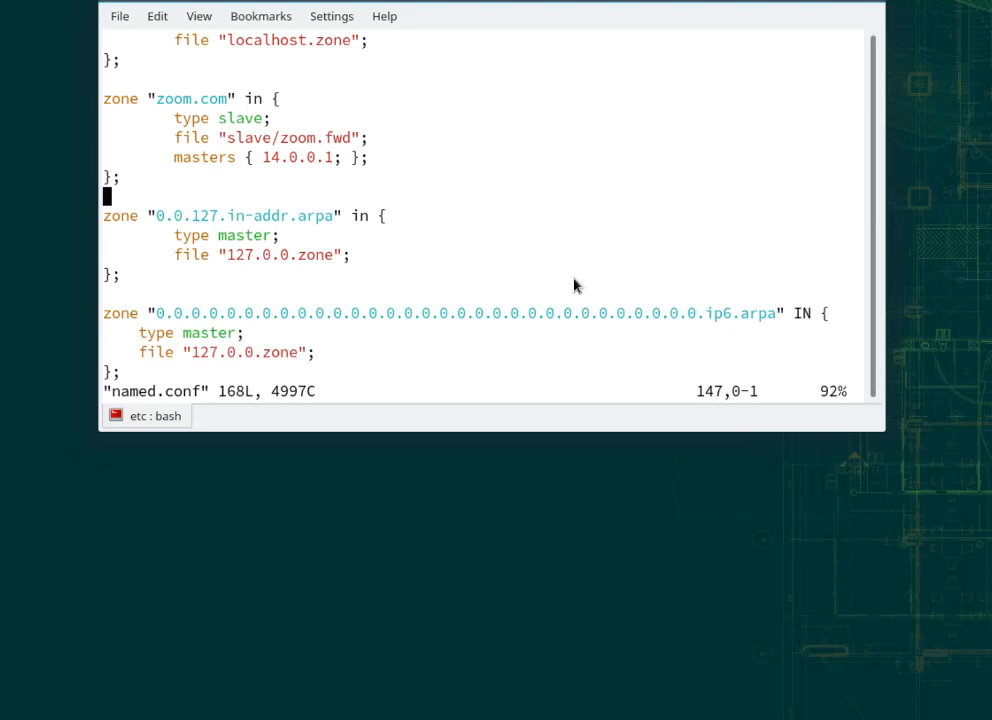 File Edit View Bookmarks Settings Help
file "localhost.zone";
};
zone "zoom.com" in {
type slave;
file "slave/zoom.fwd";
masters { 14.0.0.1; };
};
zone "0.0.127.in-addr.arpa" in {
type master;
file "127.0.0.zone";
};
zone "0.0.0.0.0.0.0.0.0.0.0.0.0.0.0.0.0.0.0.0.0.0.0.0.0.0.0.0.0.0.0.ip6.arpa" IN {
type master;
file "127.0.0.zone";
};
"named.conf" 168L, 4997C 147,0-1 92%
etc : bash